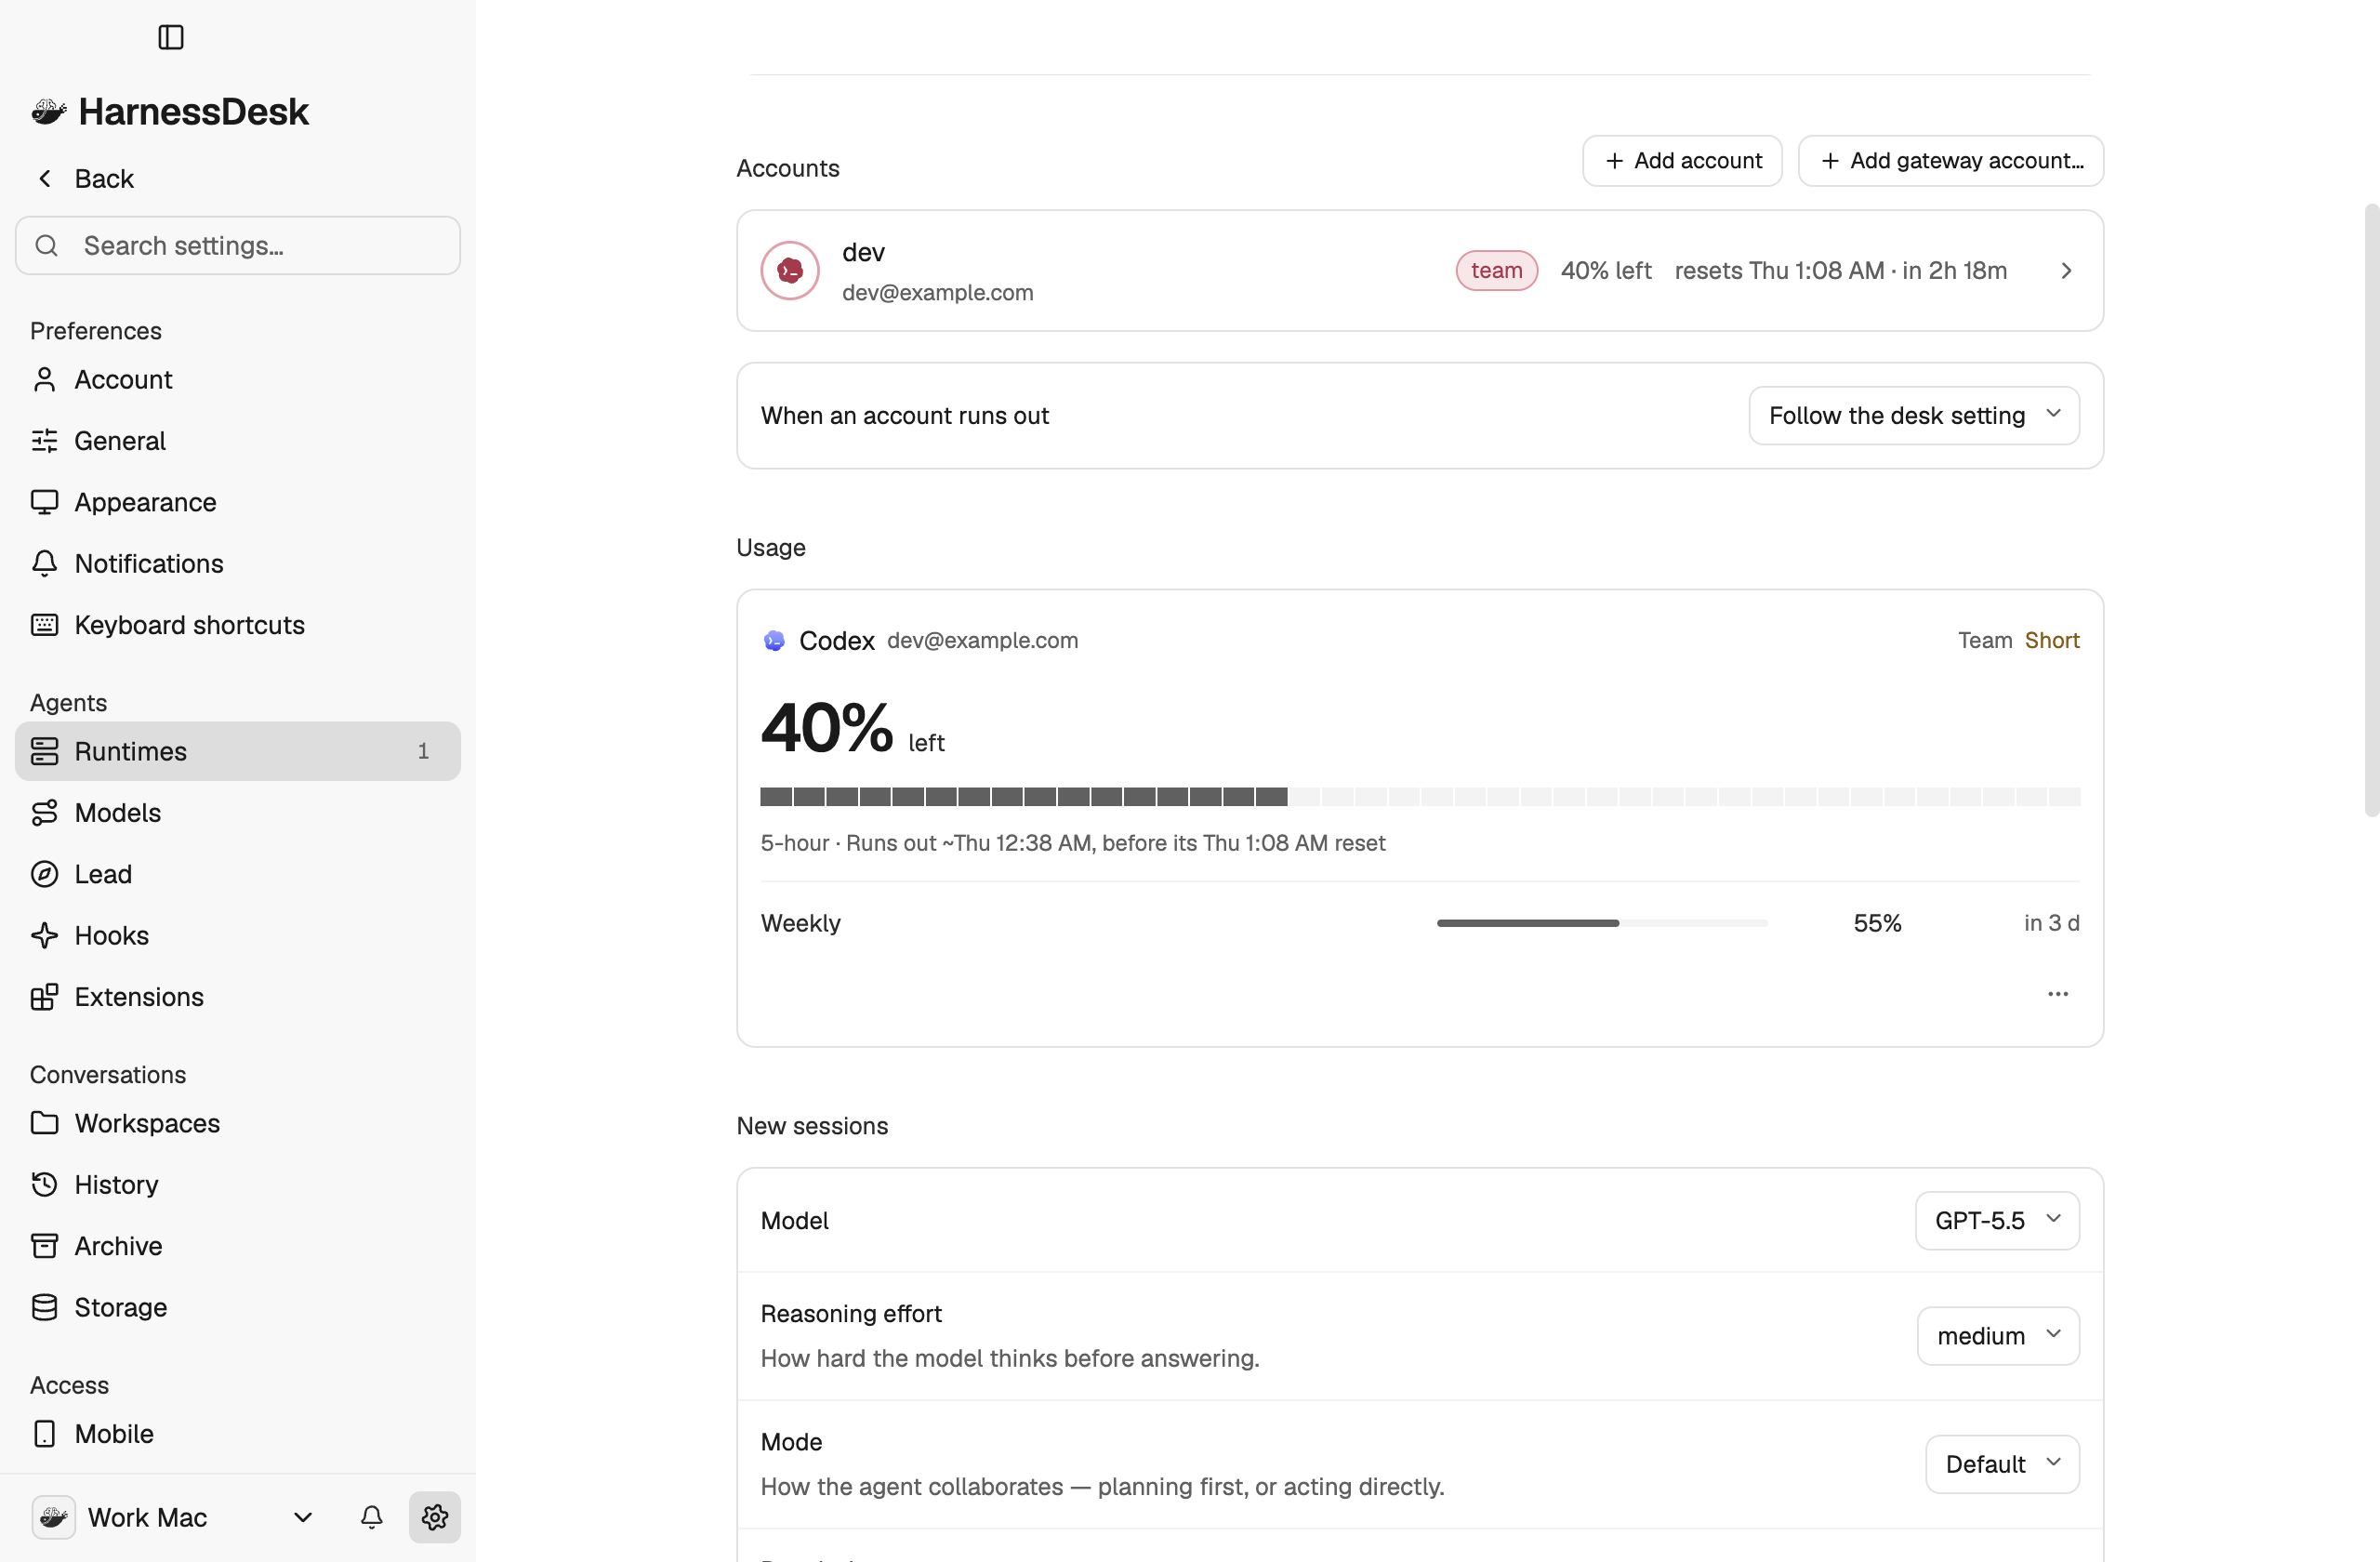 HarnessDesk
Back
Search settings...
Preferences
Account
General
Appearance
Notifications
Keyboard shortcuts
Agents
Runtimes 1
Models
Lead
Hooks
Extensions
Conversations
Workspaces
History
Archive
Storage
Access
Mobile
Work Mac
Accounts
+ Add account
+ Add gateway account...
dev
dev@example.com
team 40% left resets Thu 1:08 AM · in 2h 18m
When an account runs out
Follow the desk setting
Usage
Codex dev@example.com
Team Short
40% left
5-hour · Runs out ~Thu 12:38 AM, before its Thu 1:08 AM reset
Weekly 55% in 3 d
New sessions
Model
GPT-5.5
Reasoning effort
How hard the model thinks before answering.
medium
Mode
How the agent collaborates — planning first, or acting directly.
Default